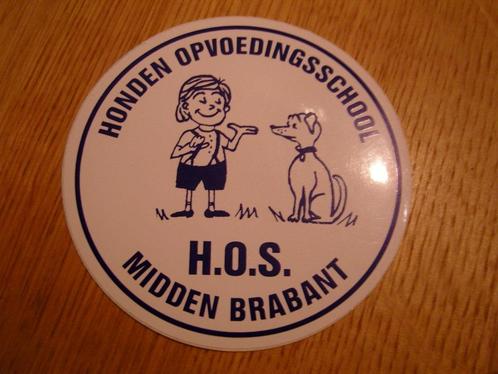 HONDEN OPVOEDINGSSCHOOL
H.O.S.
MIDDEN BRABANT